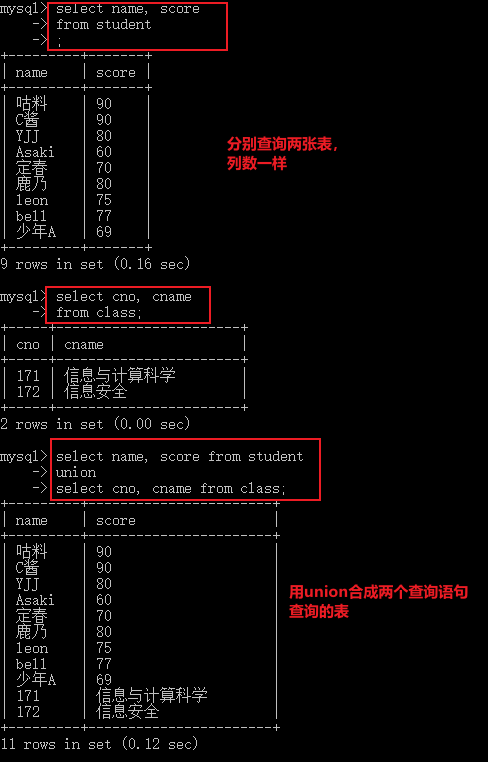 mysql> select name, score
    -> from student
    -> ;
+---------+-------+
| name    | score |
+---------+-------+
| 咕料    | 90
| C酱     | 90
| YJJ     | 80
| Asaki   | 60
| 定春    | 70
| 鹿乃    | 80
| leon    | 75
| bell    | 77
| 少年A   | 69
+---------+-------+
9 rows in set (0.16 sec)
分别查询两张表，
列数一样
mysql> select cno, cname
    -> from class;
+-----+--------------------+
| cno | cname              |
+-----+--------------------+
| 171 | 信息与计算科学
| 172 | 信息安全
+-----+--------------------+
2 rows in set (0.00 sec)
mysql> select name, score from student
    -> union
    -> select cno, cname from class;
+---------+--------------------+
| name    | score              |
+---------+--------------------+
| 咕料    | 90
| C酱     | 90
| YJJ     | 80
| Asaki   | 60
| 定春    | 70
| 鹿乃    | 80
| leon    | 75
| bell    | 77
| 少年A   | 69
| 171     | 信息与计算科学
| 172     | 信息安全
+---------+--------------------+
11 rows in set (0.12 sec)
用union合成两个查询语句
查询的表